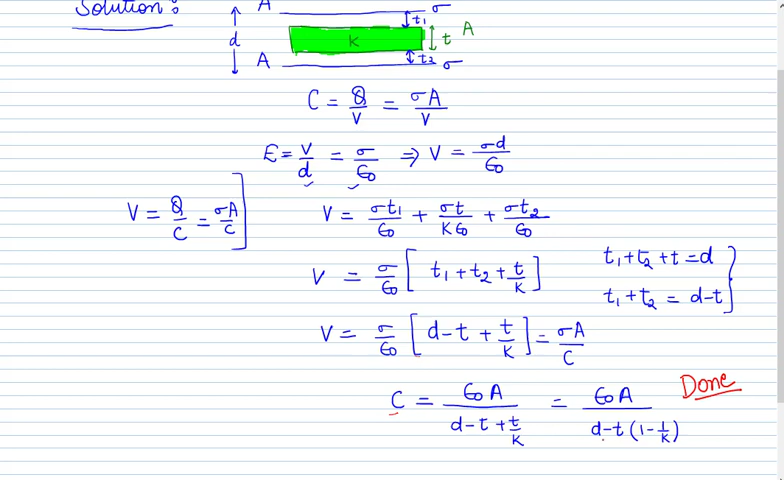 Solution:
A σ
t₁
d K t A
t₂
A σ
C = Q/V = σA/V
E = V/d = σ/ϵ₀ ⇒ V = σd/ϵ₀
V = Q/C = σA/C] V = σt₁/ϵ₀ + σt/Kϵ₀ + σt₂/ϵ₀
V = σ/ϵ₀ [t₁ + t₂ + t/K] t₁ + t₂ + t = d
t₁ + t₂ = d - t }
V = σ/ϵ₀ [d - t + t/K] = σA/C
C = ϵ₀A/(d - t + t/K) = ϵ₀A/(d - t(1 - 1/K)) Done